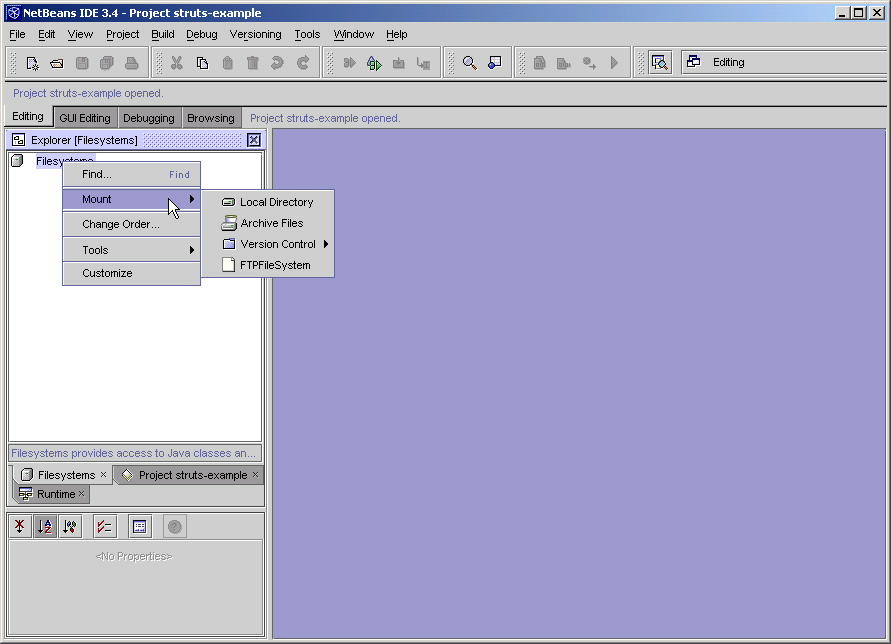 NetBeans IDE 3.4 - Project struts-example
File Edit View Project Build Debug Versioning Tools Window Help
Editing
Project struts-example opened.
Editing GUI Editing Debugging Browsing Project struts-example opened.
Explorer [Filesystems]
Filesystems
Find... Find
Mount
Change Order...
Tools
Customize
Local Directory
Archive Files
Version Control
FTPFileSystem
Filesystems provides access to Java classes an...
Filesystems Project struts-example
Runtime
<No Properties>